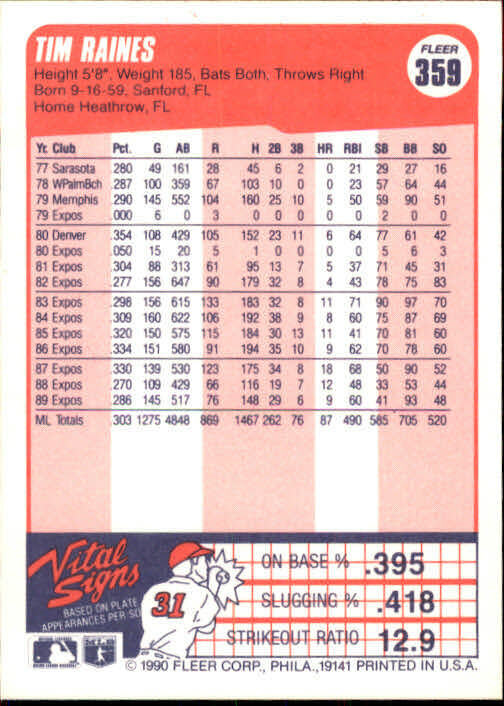 TIM RAINES
FLEER
359
Height 5'8", Weight 185, Bats Both, Throws Right
Born 9-16-59, Sanford, FL
Home Heathrow, FL
Yr. Club Pct. G AB R H 2B 3B HR RBI SB BB SO
77 Sarasota .280 49 161 28 45 6 2 0 21 29 27 16
78 WPalmBch .287 100 359 67 103 10 0 0 23 57 64 44
79 Memphis .290 145 552 104 160 25 10 5 50 59 90 51
79 Expos .000 6 0 3 0 0 0 0 0 2 0 0
80 Denver .354 108 429 105 152 23 11 6 64 77 61 42
80 Expos .050 15 20 5 1 0 0 0 0 5 6 3
81 Expos .304 88 313 61 95 13 7 5 37 71 45 31
82 Expos .277 156 647 90 179 32 8 4 43 78 75 83
83 Expos .298 156 615 133 183 32 8 11 71 90 97 70
84 Expos .309 160 622 106 192 38 9 8 60 75 87 69
85 Expos .320 150 575 115 184 30 13 11 41 70 81 60
86 Expos .334 151 580 91 194 35 10 9 62 70 78 60
87 Expos .330 139 530 123 175 34 8 18 68 50 90 52
88 Expos .270 109 429 66 116 19 7 12 48 33 53 44
89 Expos .286 145 517 76 148 29 6 9 60 41 93 48
ML Totals .303 1275 4848 869 1467 262 76 87 490 585 705 520
Vital Signs
BASED ON PLATE
APPEARANCES PER SO
31
ON BASE % .395
SLUGGING % .418
STRIKEOUT RATIO 12.9
MLB
© 1990 FLEER CORP., PHILA., 19141 PRINTED IN U.S.A.